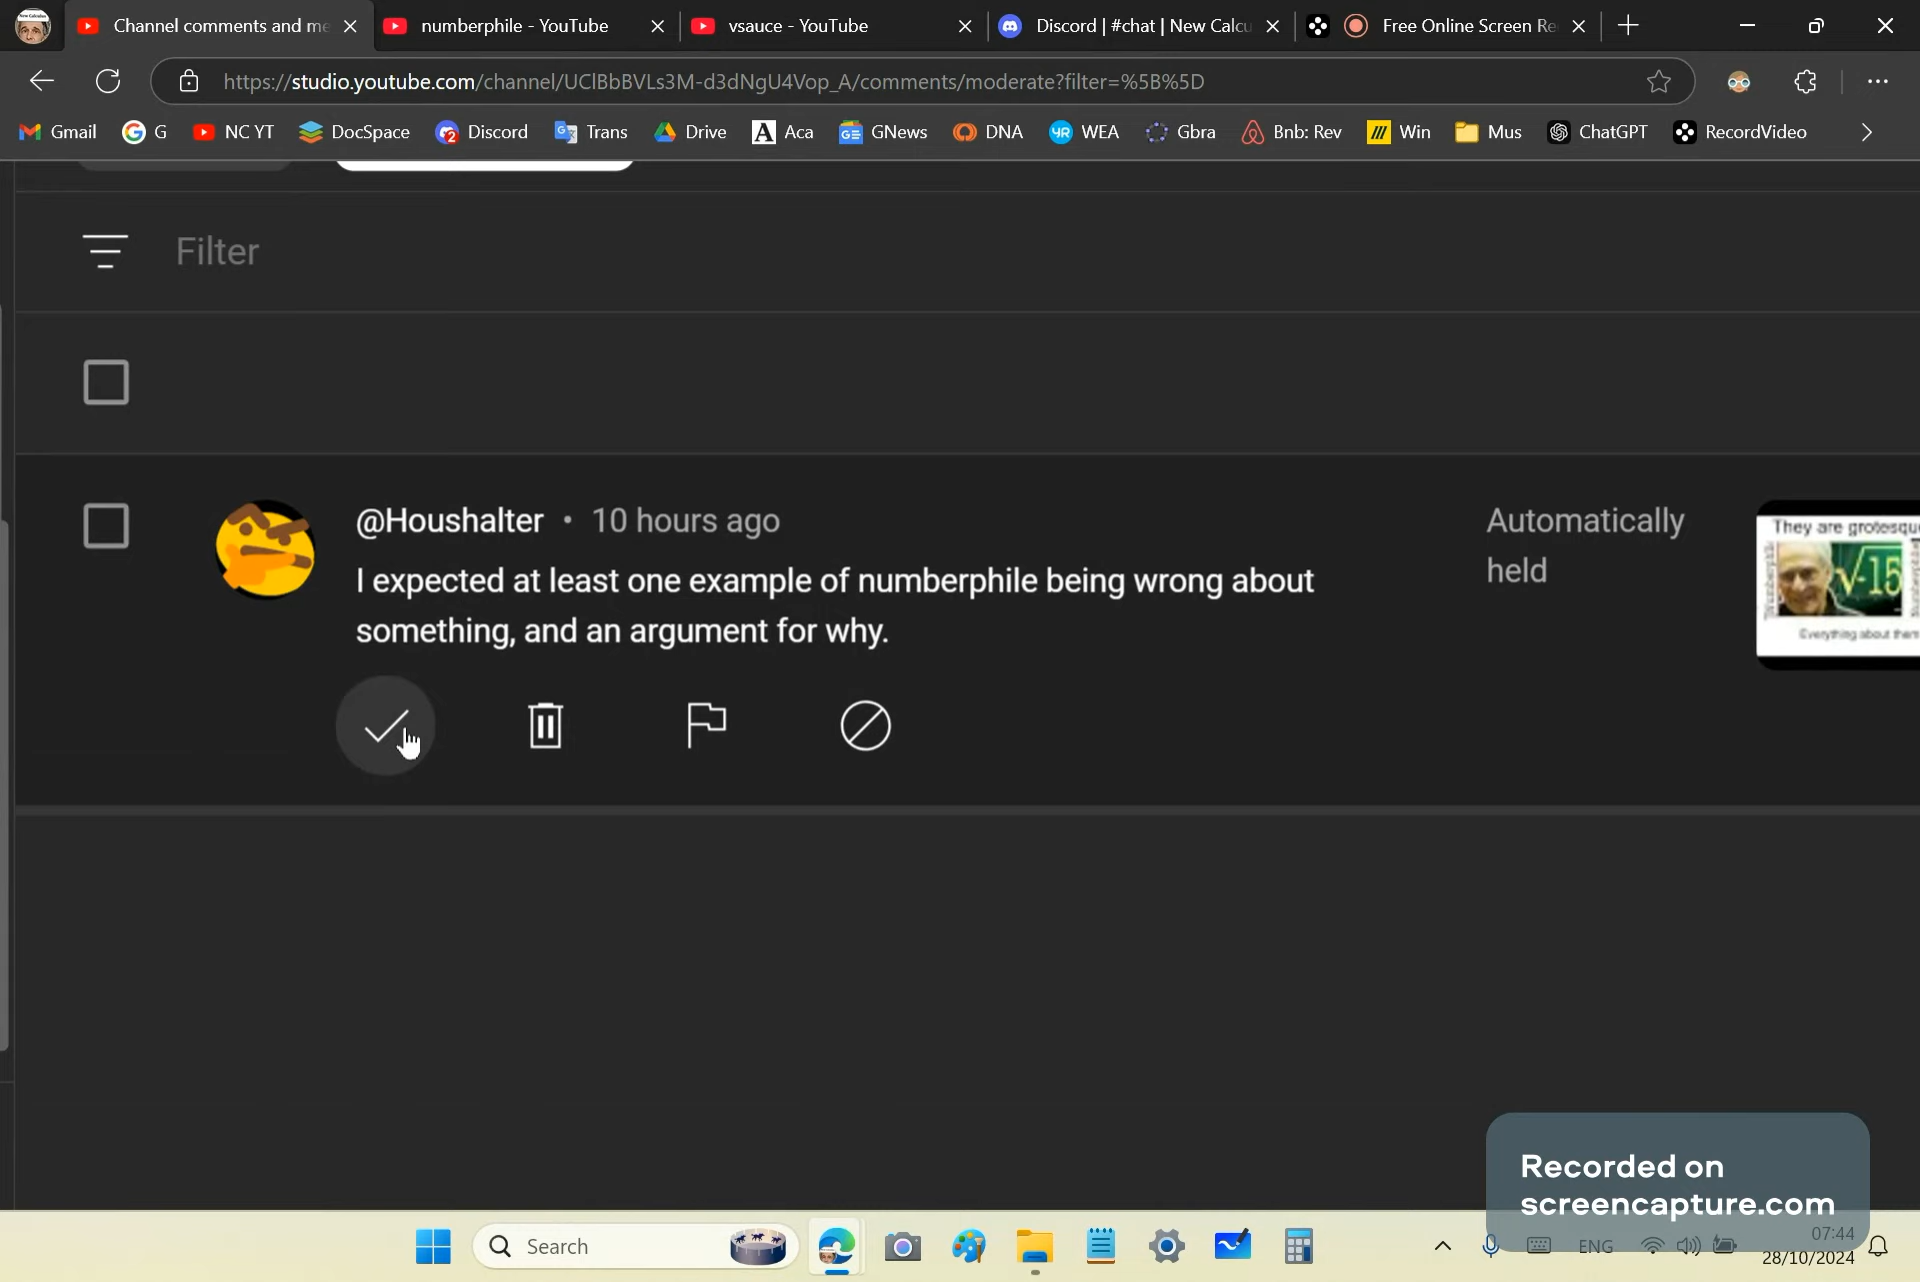 Channel comments and me
numberphile - YouTube
vsauce - YouTube
Discord | #chat | New Calcu
Free Online Screen Re
https://studio.youtube.com/channel/UClBbBVLs3M-d3dNgU4Vop_A/comments/moderate?filter=%5B%5D
Gmail G NC YT DocSpace Discord Trans Drive Aca GNews DNA WEA Gbra Bnb: Rev Win Mus ChatGPT RecordVideo
Filter
@Houshalter • 10 hours ago
I expected at least one example of numberphile being wrong about
something, and an argument for why.
Automatically
held
They are grotesqu
√-15
Everything about them
Recorded on
screencapture.com
Search
ENG
07:44
28/10/2024